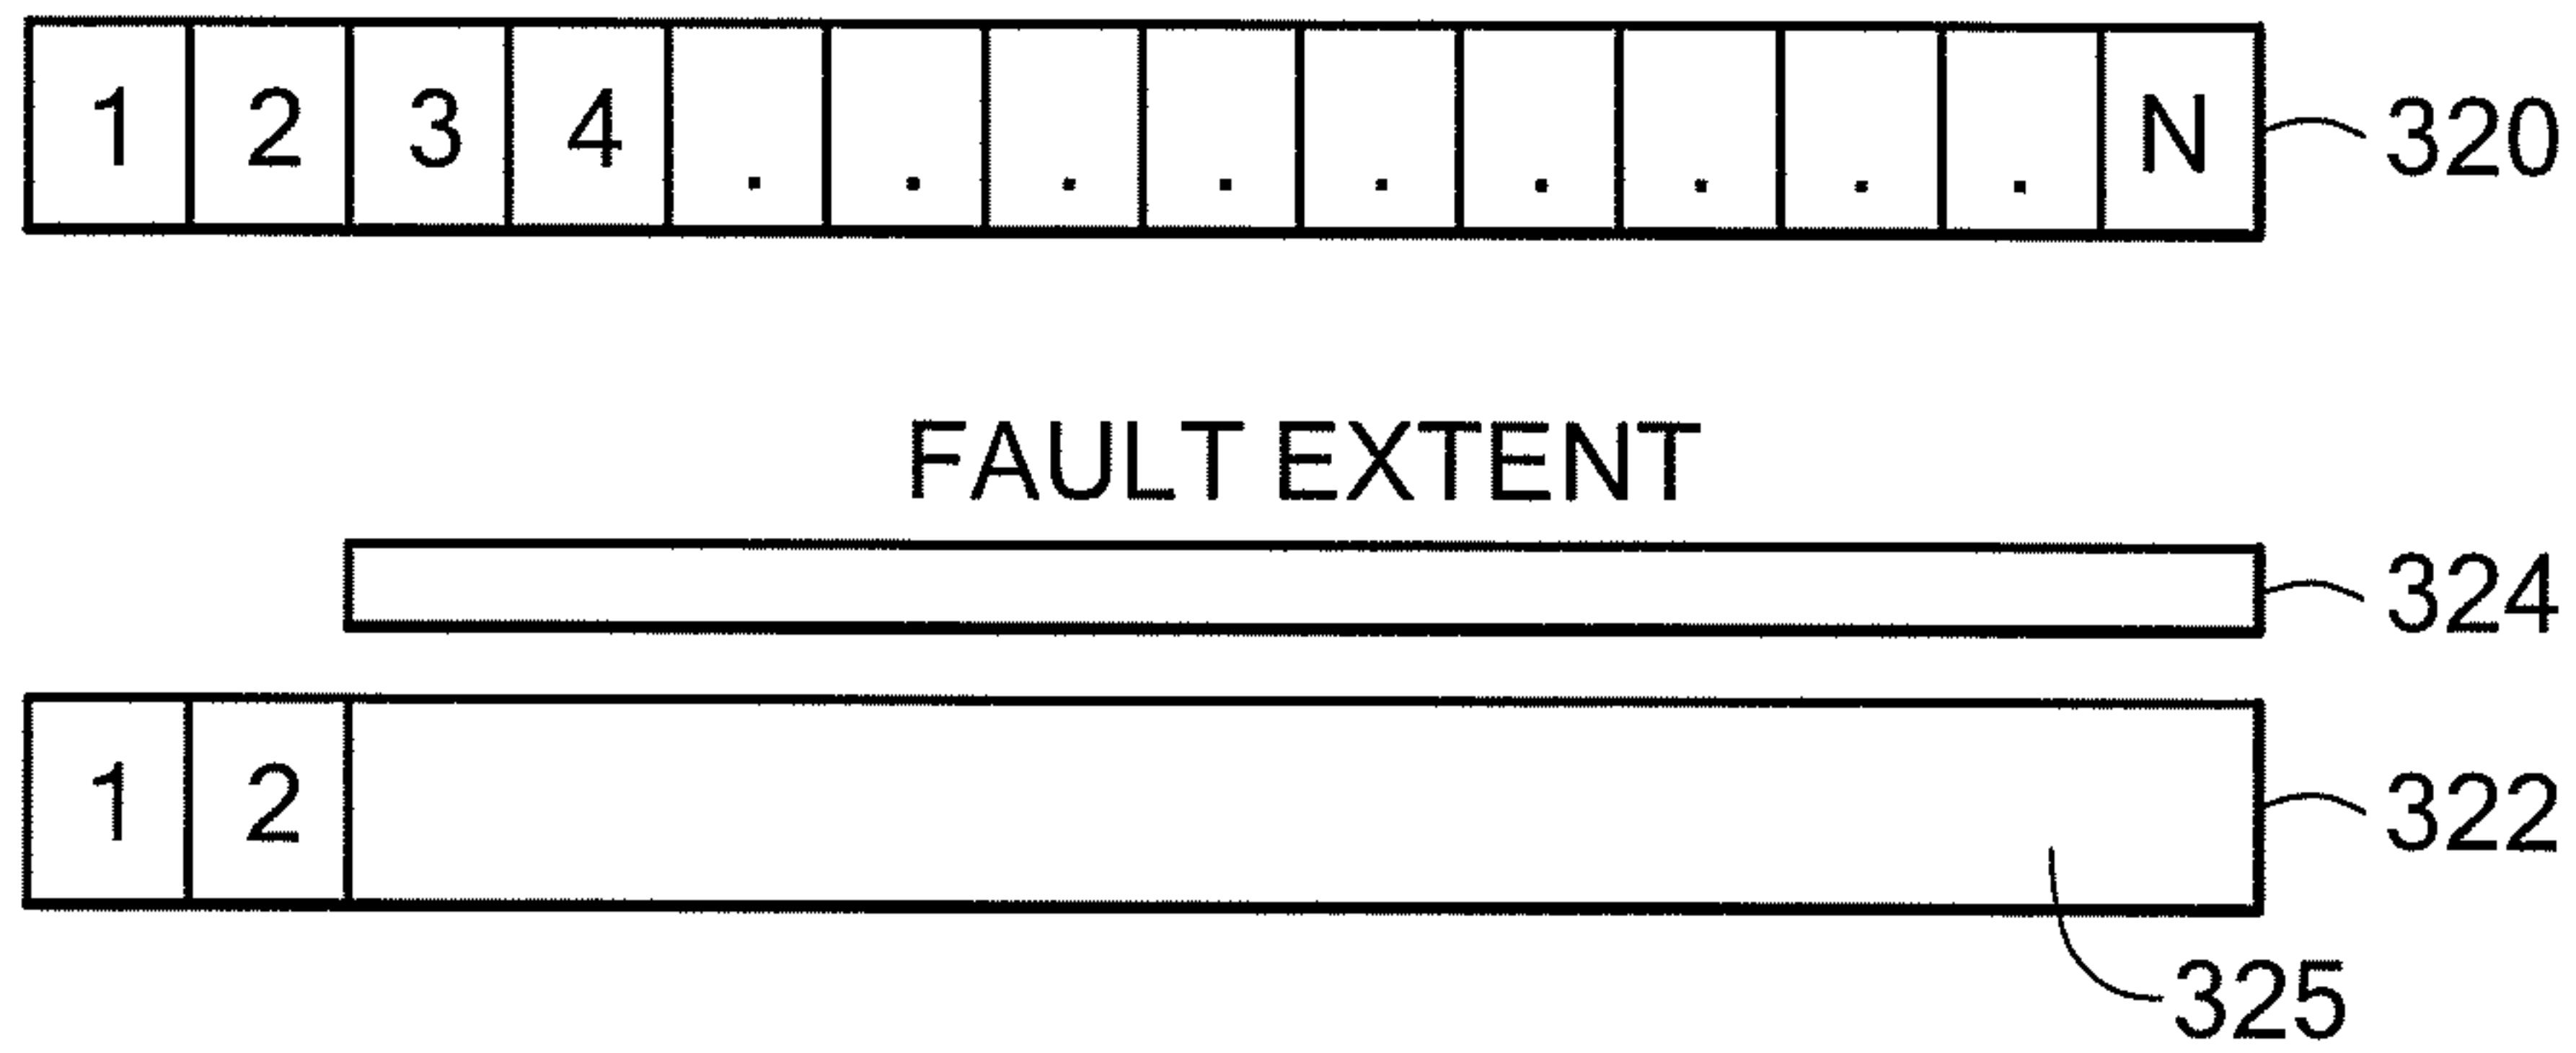 1 2 3 4 . . . . . . . . . N 320
FAULT EXTENT
324
1 2 322
325